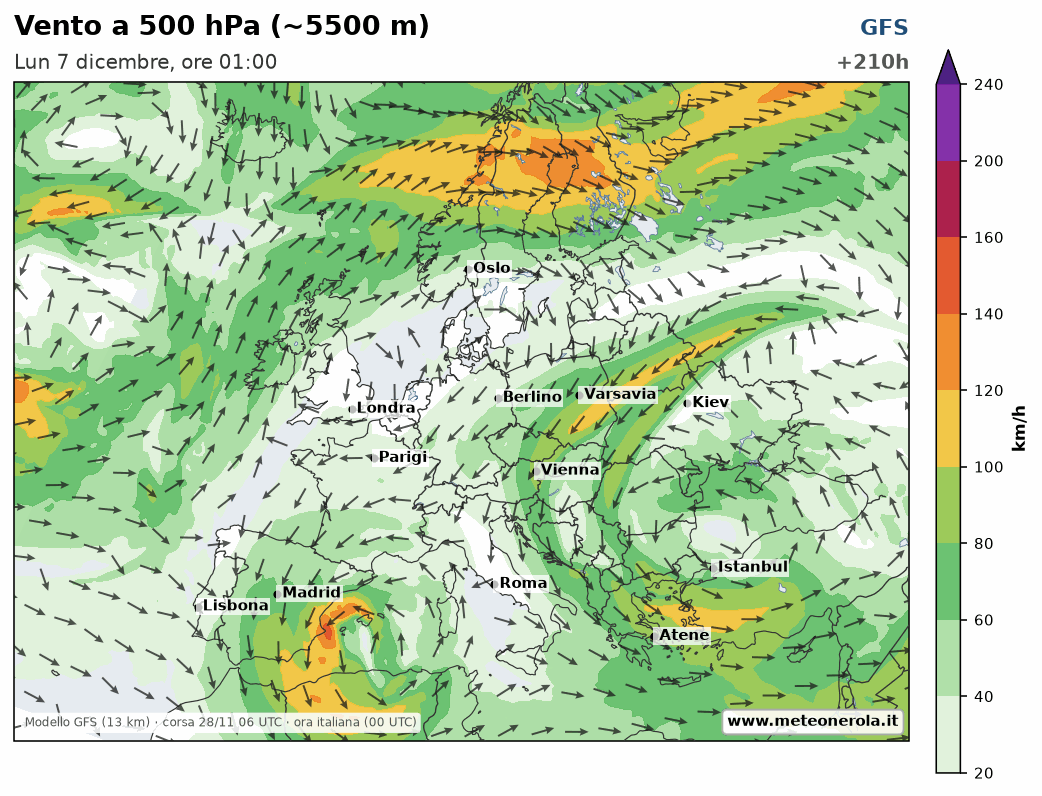 Vento a 500 hPa (~5500 m)
GFS
Lun 7 dicembre, ore 01:00
+210h
240
200
160
140
120
100
80
60
40
20
km/h
Oslo
Berlino
Varsavia
Kiev
Londra
Parigi
Vienna
Istanbul
Roma
Madrid
Lisbona
Atene
Modello GFS (13 km) · corsa 28/11 06 UTC · ora italiana (00 UTC)
www.meteonerola.it